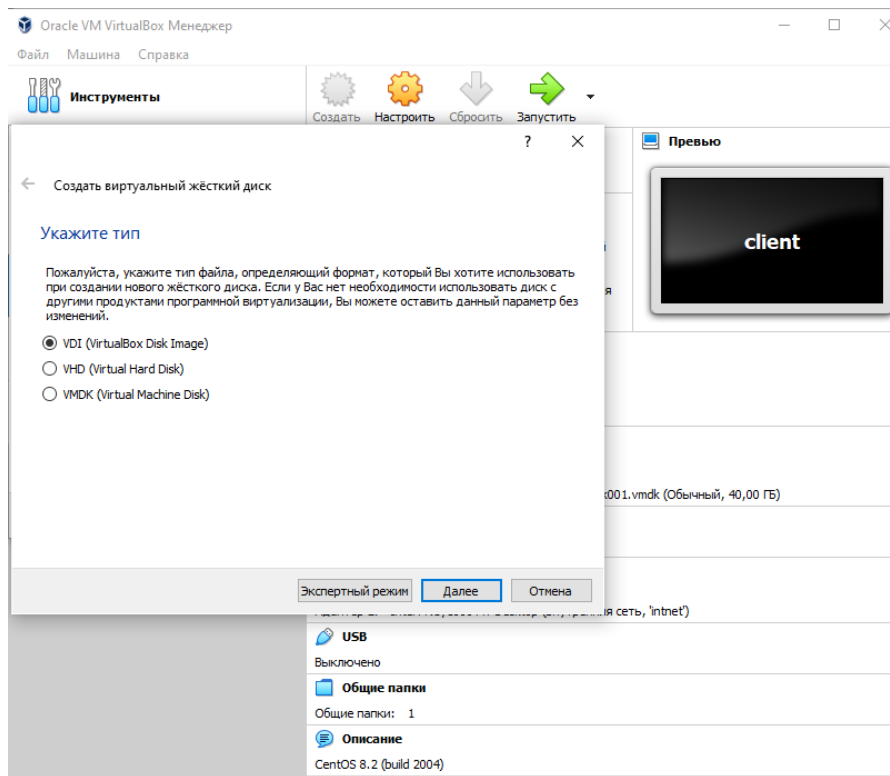 Oracle VM VirtualBox Менеджер
Файл Машина Справка
Инструменты
Создать Настроить Сбросить Запустить
? 
Превью
client
Создать виртуальный жёсткий диск
Укажите тип
Пожалуйста, укажите тип файла, определяющий формат, который Вы хотите использовать
при создании нового жёсткого диска. Если у Вас нет необходимости использовать диск с
другими продуктами программной виртуализации, Вы можете оставить данный параметр без
изменений.
я
VDI (VirtualBox Disk Image)
VHD (Virtual Hard Disk)
VMDK (Virtual Machine Disk)
001.vmdk (Обычный, 40,00 ГБ)
Экспертный режим Далее Отмена
сеть, 'intnet')
USB
Выключено
Общие папки
Общие папки: 1
Описание
CentOS 8.2 (build 2004)